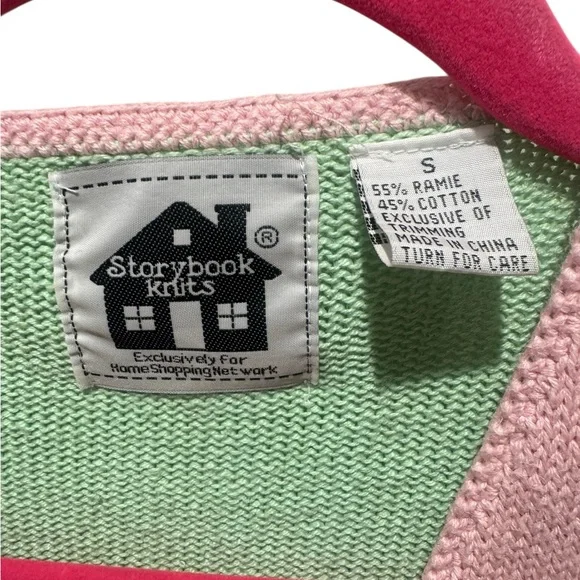 Storybook
knits
®
Exclusively For
Home Shopping Network
S
55% RAMIE
45% COTTON
EXCLUSIVE OF
TRIMMING
MADE IN CHINA
TURN FOR CARE